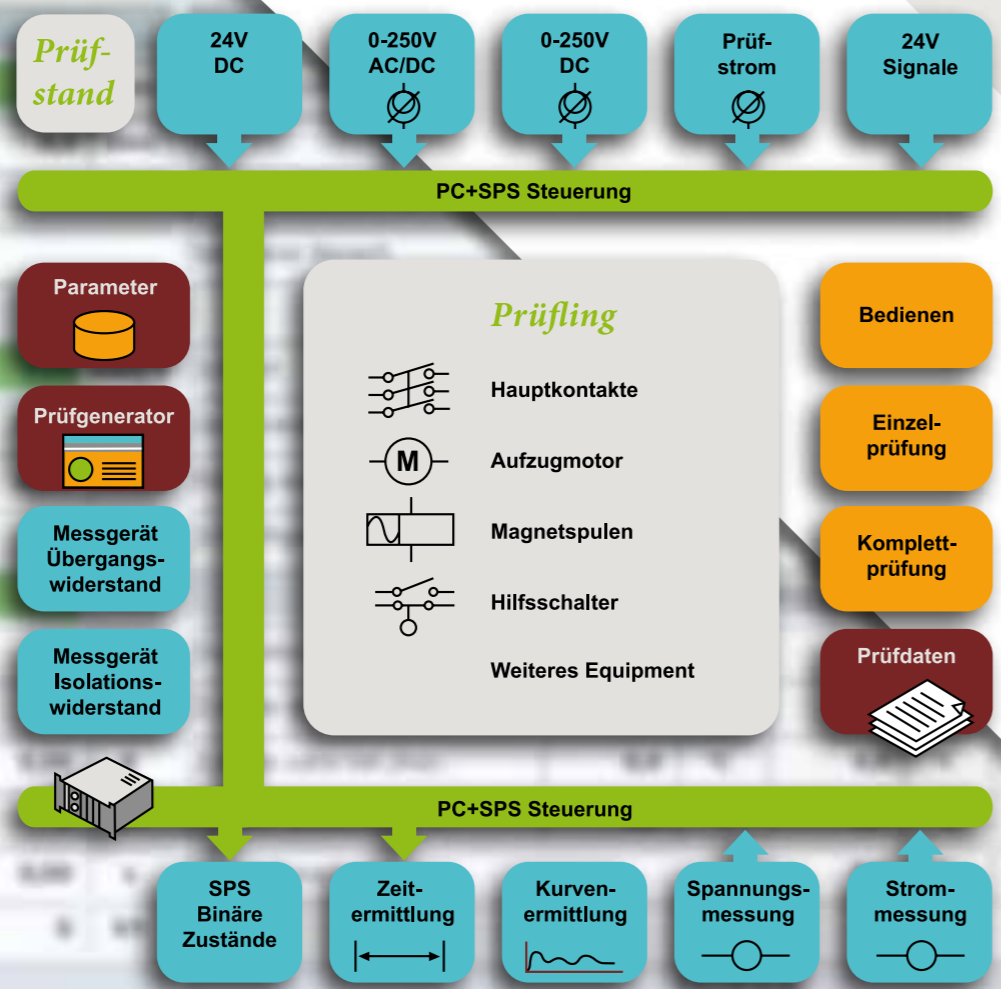 Prüf-
stand
24V
DC
0-250V
AC/DC
0-250V
DC
Prüf-
strom
24V
Signale
PC+SPS Steuerung
Parameter
Prüfgenerator
Messgerät
Übergangs-
widerstand
Messgerät
Isolations-
widerstand
Prüfling
Hauptkontakte
M
Aufzugmotor
Magnetspulen
Hilfsschalter
Weiteres Equipment
Bedienen
Einzel-
prüfung
Komplett-
prüfung
Prüfdaten
PC+SPS Steuerung
SPS
Binäre
Zustände
Zeit-
ermittlung
Kurven-
ermittlung
Spannungs-
messung
Strom-
messung